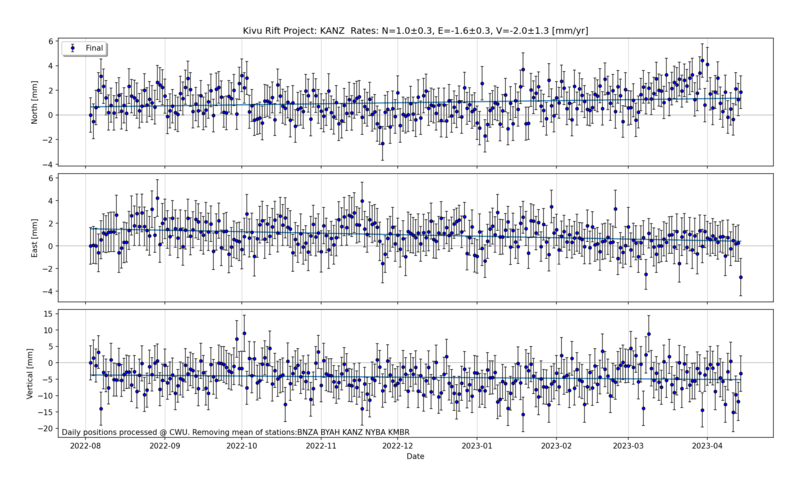 Kivu Rift Project: KANZ  Rates: N=1.0±0.3, E=-1.6±0.3, V=-2.0±1.3 [mm/yr]
Final
North [mm]
6
4
2
0
−2
−4
East [mm]
6
4
2
0
−2
−4
Vertical [mm]
15
10
5
0
−5
−10
−15
−20
Daily positions processed @ CWU. Removing mean of stations:BNZA BYAH KANZ NYBA KMBR
2022-08 2022-09 2022-10 2022-11 2022-12 2023-01 2023-02 2023-03 2023-04
Date